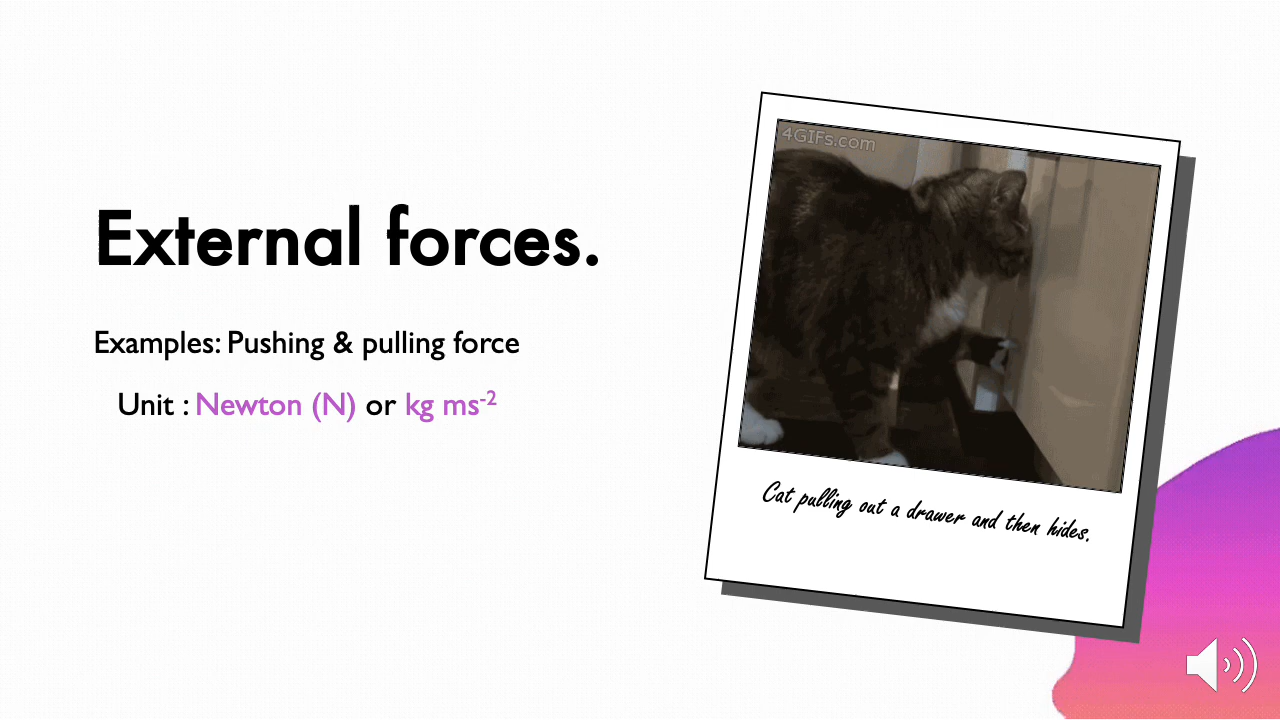 External forces.
Examples: Pushing & pulling force
Unit : Newton (N) or kg ms⁻²
4GIFs.com
Cat pulling out a drawer and then hides.